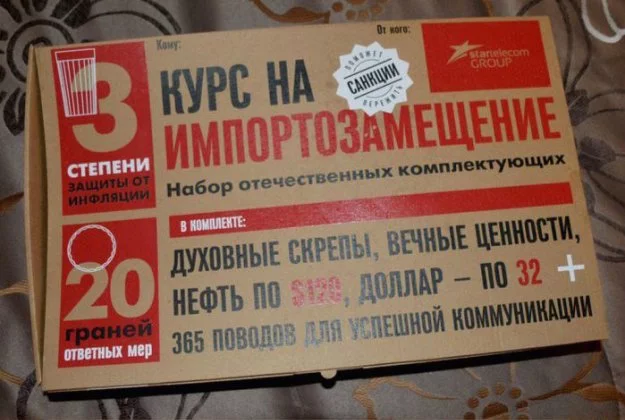 Кому:
От кого:
3
СТЕПЕНИ
ЗАЩИТЫ ОТ
ИНФЛЯЦИИ
КУРС НА
ПОМОЖЕТ
САНКЦИИ
ПЕРЕЖИТЬ
startelecom
GROUP
ИМПОРТОЗАМЕЩЕНИЕ
Набор отечественных комплектующих
В КОМПЛЕКТЕ:
20
граней
ответных мер
ДУХОВНЫЕ СКРЕПЫ, ВЕЧНЫЕ ЦЕННОСТИ,
НЕФТЬ ПО $120, ДОЛЛАР – ПО 32 +
365 ПОВОДОВ ДЛЯ УСПЕШНОЙ КОММУНИКАЦИИ